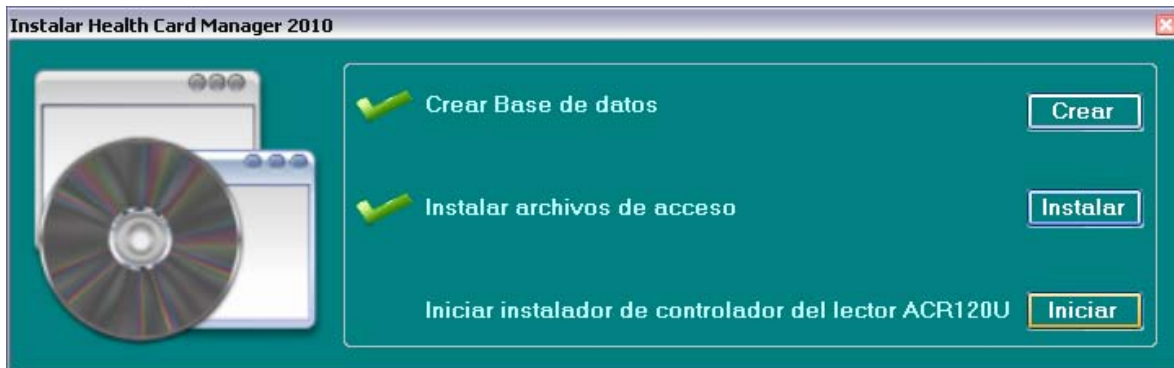 Instalar Health Card Manager 2010
Crear Base de datos
Crear
Instalar archivos de acceso
Instalar
Iniciar instalador de controlador del lector ACR120U
Iniciar